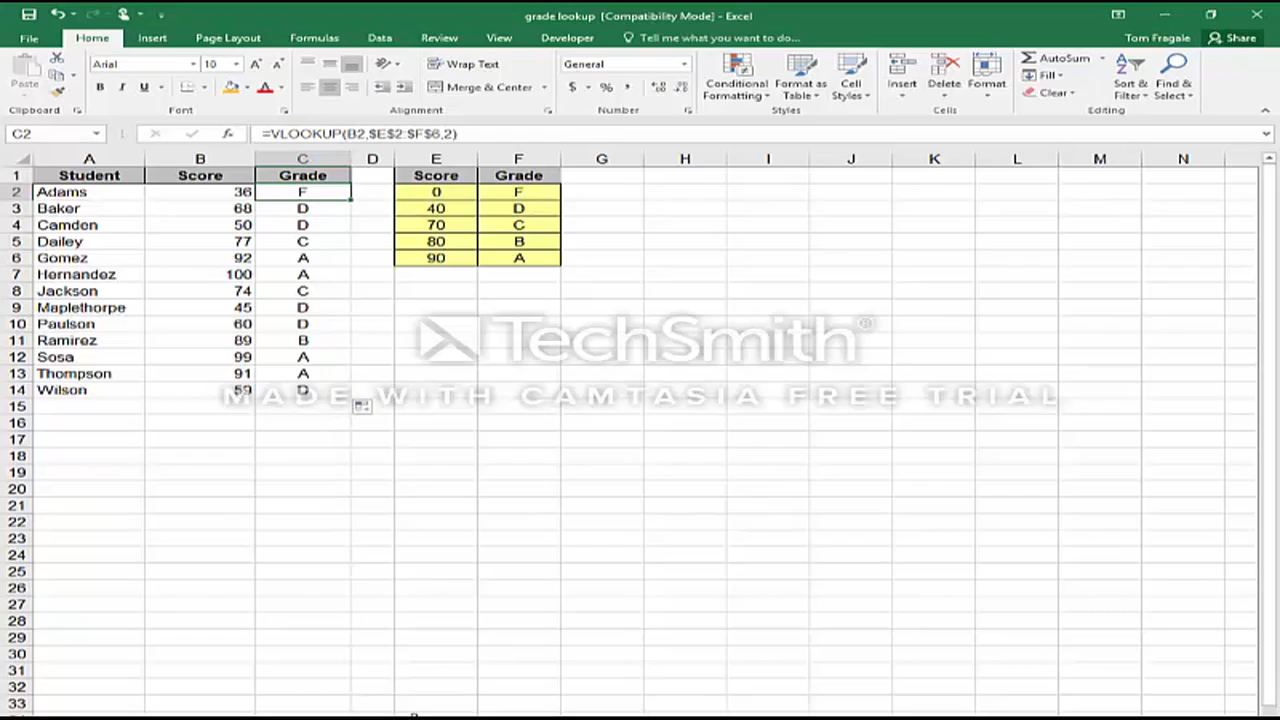 grade lookup [Compatibility Mode] - Excel
File Home Insert Page Layout Formulas Data Review View Developer Tell me what you want to do... Tom Fragale Share
Paste Arial 10 Wrap Text General AutoSum
B I U Merge & Center $ % Conditional Formatting Format as Table Cell Styles Insert Delete Format Fill Clear Sort & Filter Find & Select
Clipboard Font Alignment Number Styles Cells Editing
C2 fx =VLOOKUP(B2,$E$2:$F$6,2)
A B C D E F G H I J K L M N
1 Student Score Grade Score Grade
2 Adams 36 F 0 F
3 Baker 68 D 40 D
4 Camden 50 D 70 C
5 Dailey 77 C 80 B
6 Gomez 92 A 90 A
7 Hernandez 100 A
8 Jackson 74 C
9 Maplethorpe 45 D
10 Paulson 60 D
11 Ramirez 89 B
TechSmith®
12 Sosa 99 A
13 Thompson 91 A
14 Wilson 59 D
MADE WITH CAMTASIA FREE TRIAL
15
16
17
18
19
20
21
22
23
24
25
26
27
28
29
30
31
32
33